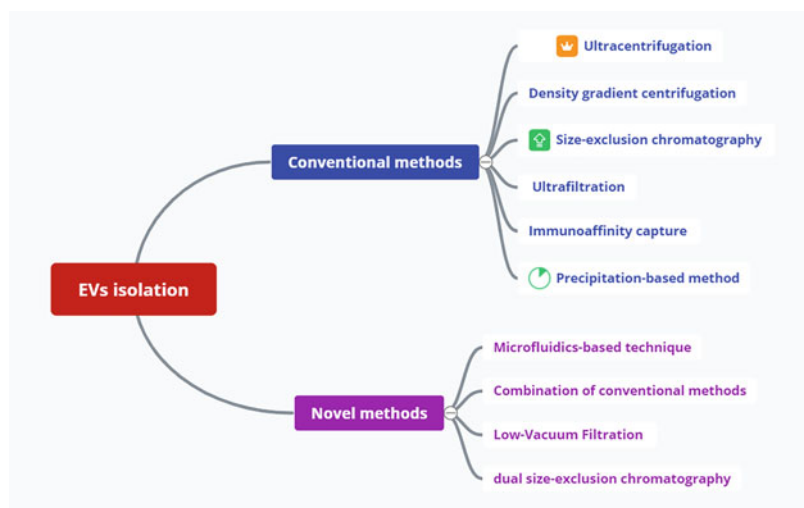 EVs isolation
Conventional methods
Ultracentrifugation
Density gradient centrifugation
Size-exclusion chromatography
Ultrafiltration
Immunoaffinity capture
Precipitation-based method
Novel methods
Microfluidics-based technique
Combination of conventional methods
Low-Vacuum Filtration
dual size-exclusion chromatography